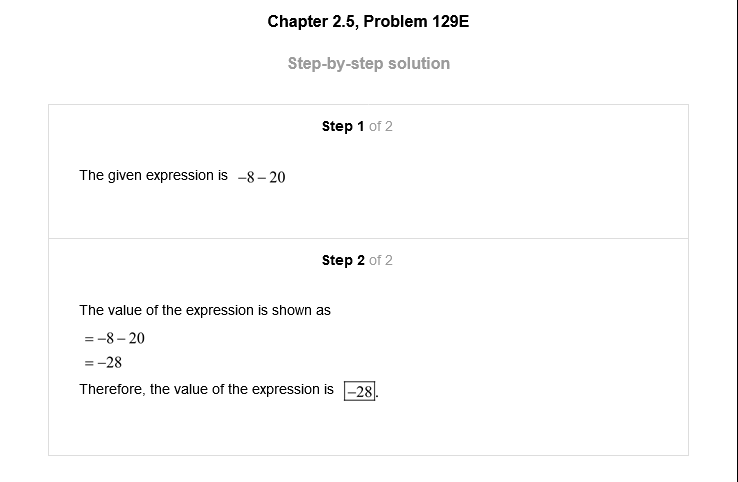 Chapter 2.5, Problem 129E
Step-by-step solution
Step 1 of 2
The given expression is −8 − 20
Step 2 of 2
The value of the expression is shown as
= −8 − 20
= −28
Therefore, the value of the expression is −28.